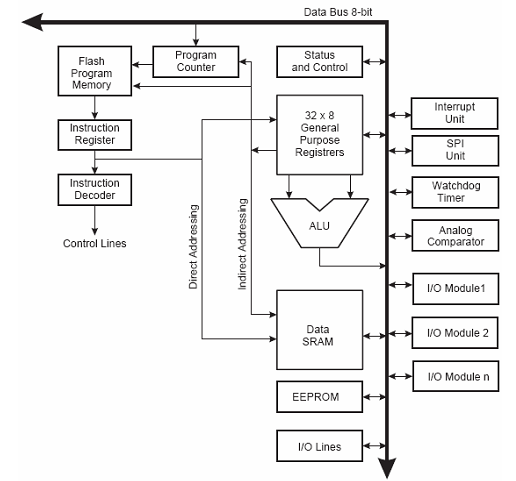 Data Bus 8-bit
Flash
Program
Memory
Program
Counter
Status
and Control
Instruction
Register
32 x 8
General
Purpose
Registrers
Interrupt
Unit
SPI
Unit
Instruction
Decoder
Watchdog
Timer
Control Lines
Direct Addressing
Indirect Addressing
ALU
Analog
Comparator
I/O Module1
Data
SRAM
I/O Module 2
I/O Module n
EEPROM
I/O Lines